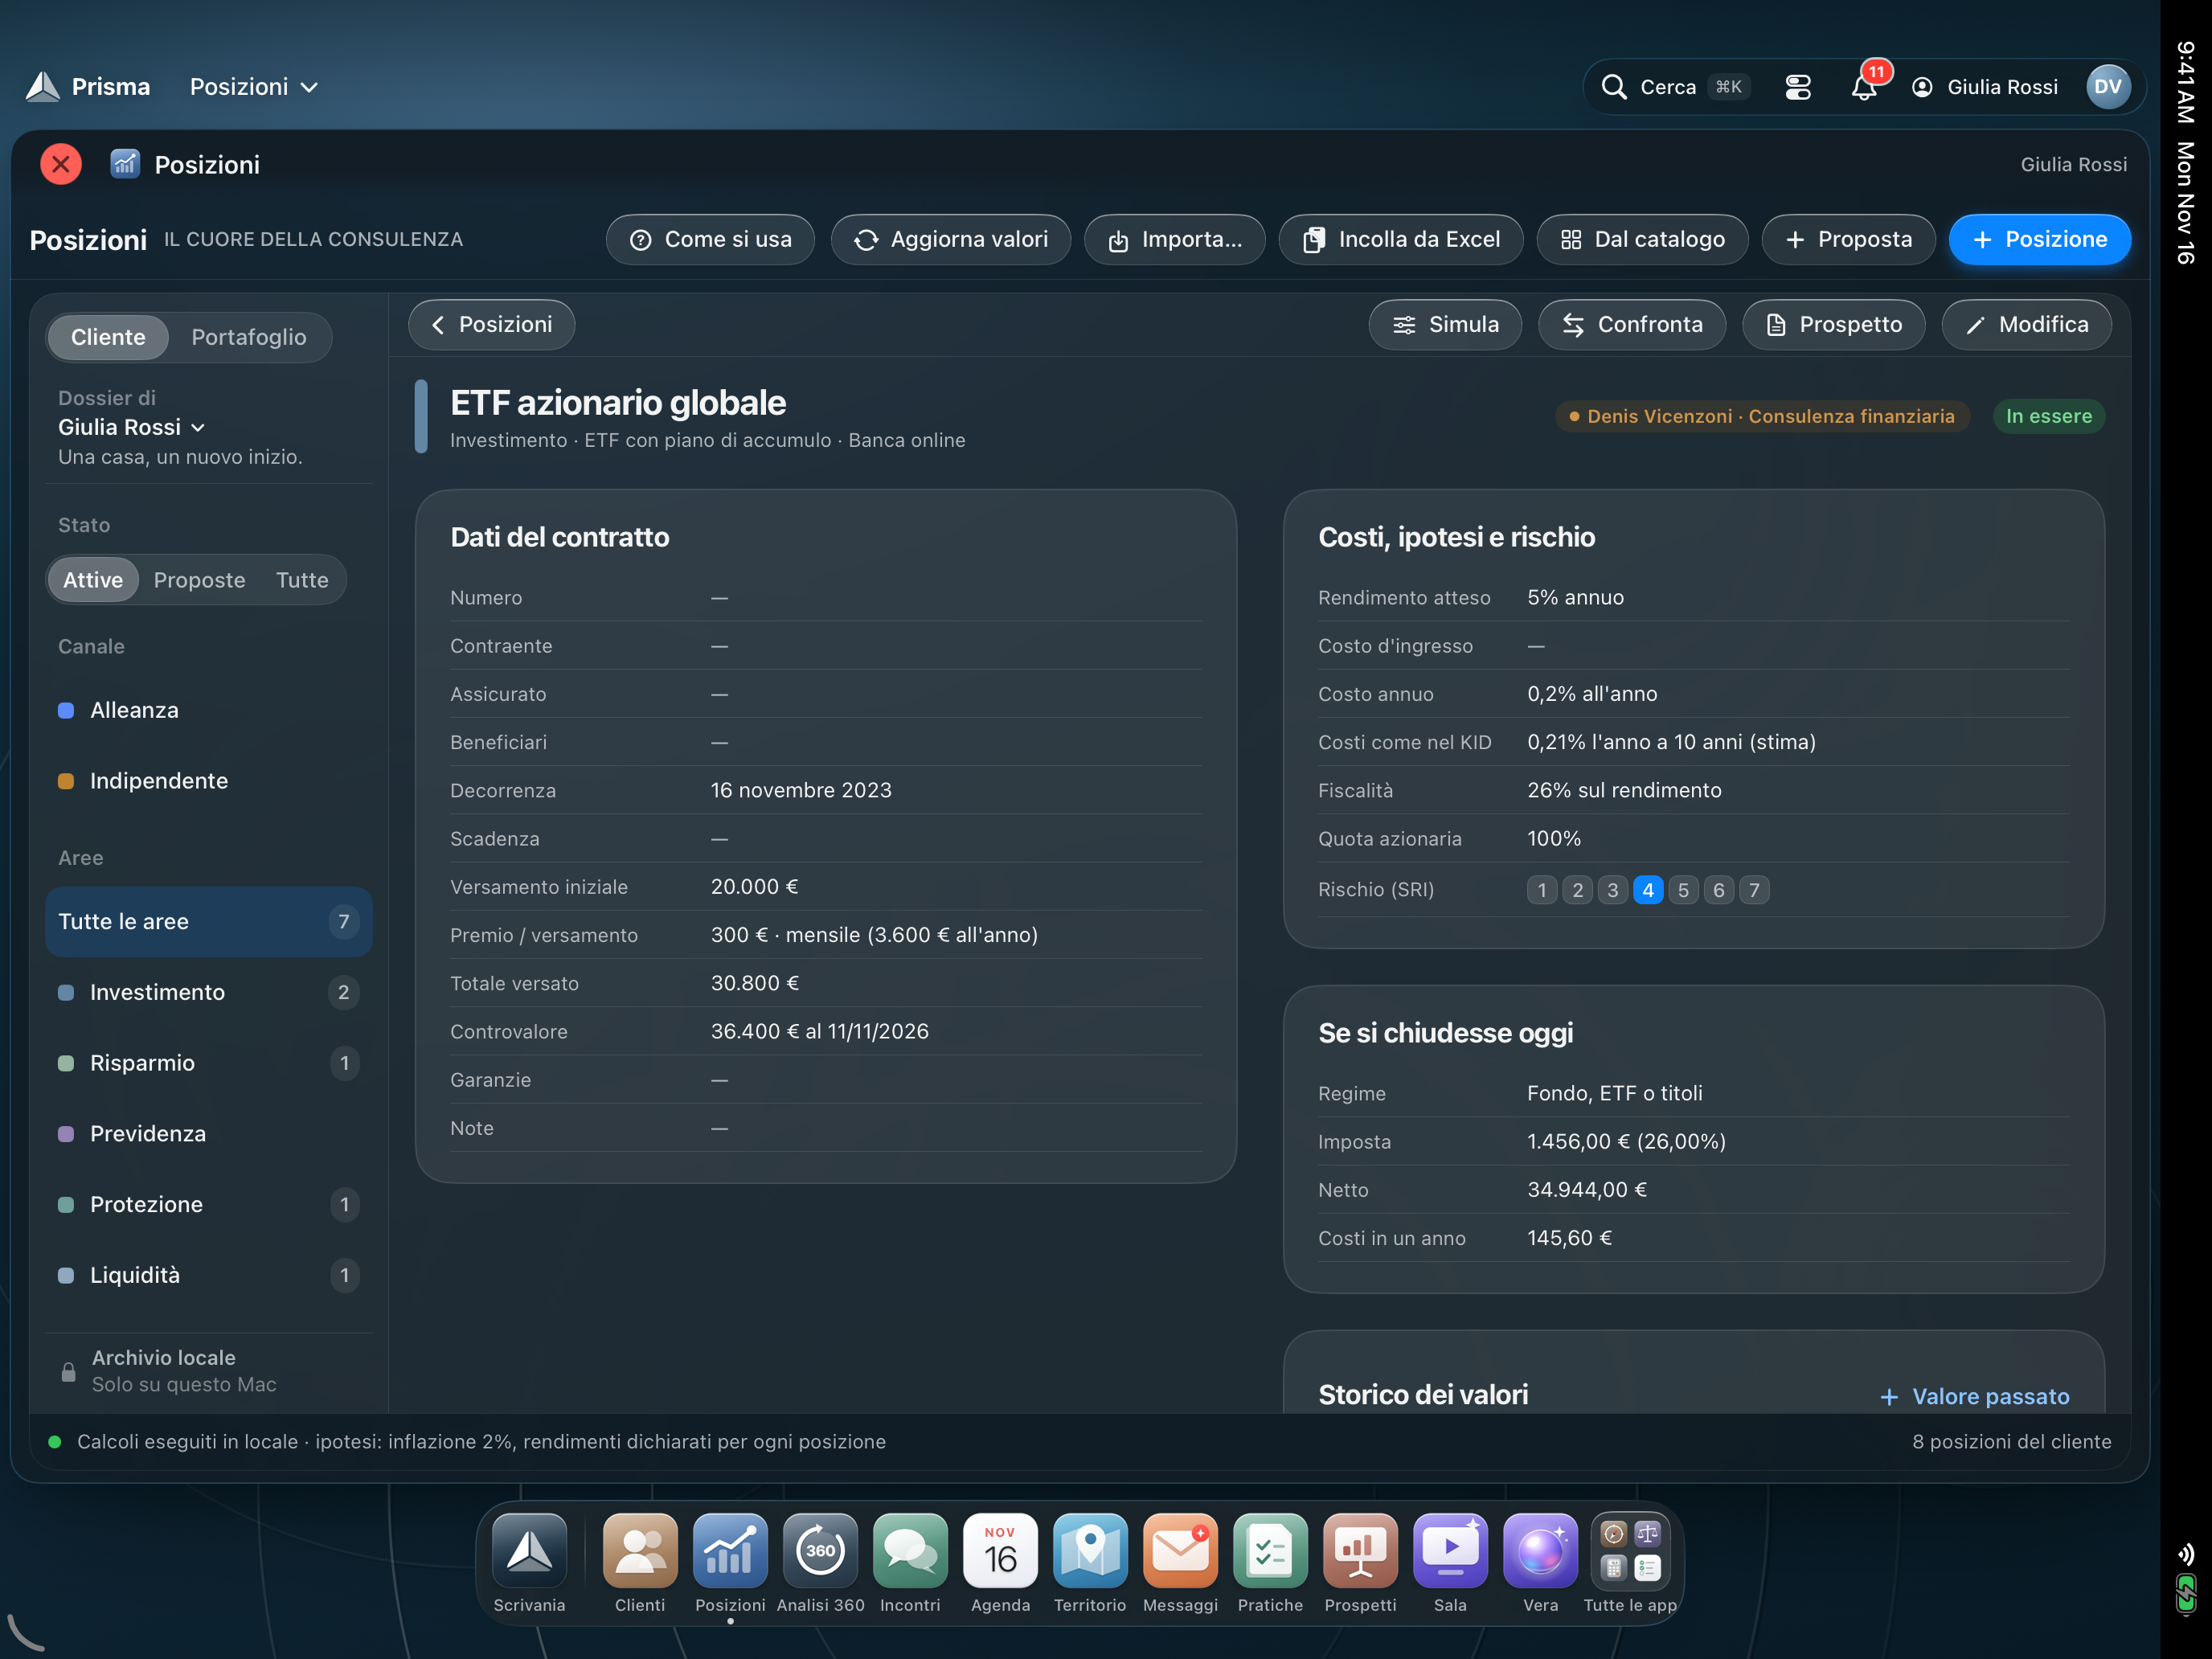 Prisma
Posizioni
Cerca ⌘K
11
Giulia Rossi
DV
9:41 AM Mon Nov 16
Posizioni
Giulia Rossi
Posizioni IL CUORE DELLA CONSULENZA
Come si usa
Aggiorna valori
Importa...
Incolla da Excel
Dal catalogo
+ Proposta
+ Posizione
Cliente
Portafoglio
Dossier di
Giulia Rossi
Una casa, un nuovo inizio.
Stato
Attive
Proposte
Tutte
Canale
Alleanza
Indipendente
Aree
Tutte le aree 7
Investimento 2
Risparmio 1
Previdenza
Protezione 1
Liquidità 1
Archivio locale
Solo su questo Mac
Posizioni
Simula
Confronta
Prospetto
Modifica
ETF azionario globale
Investimento · ETF con piano di accumulo · Banca online
Denis Vicenzoni · Consulenza finanziaria
In essere
Dati del contratto
Numero —
Contraente —
Assicurato —
Beneficiari —
Decorrenza 16 novembre 2023
Scadenza —
Versamento iniziale 20.000 €
Premio / versamento 300 € · mensile (3.600 € all'anno)
Totale versato 30.800 €
Controvalore 36.400 € al 11/11/2026
Garanzie —
Note —
Costi, ipotesi e rischio
Rendimento atteso 5% annuo
Costo d'ingresso —
Costo annuo 0,2% all'anno
Costi come nel KID 0,21% l'anno a 10 anni (stima)
Fiscalità 26% sul rendimento
Quota azionaria 100%
Rischio (SRI) 1 2 3 4 5 6 7
Se si chiudesse oggi
Regime Fondo, ETF o titoli
Imposta 1.456,00 € (26,00%)
Netto 34.944,00 €
Costi in un anno 145,60 €
Storico dei valori
+ Valore passato
Calcoli eseguiti in locale · ipotesi: inflazione 2%, rendimenti dichiarati per ogni posizione
8 posizioni del cliente
360
NOV
16
Scrivania
Clienti
Posizioni
Analisi 360
Incontri
Agenda
Territorio
Messaggi
Pratiche
Prospetti
Sala
Vera
Tutte le app